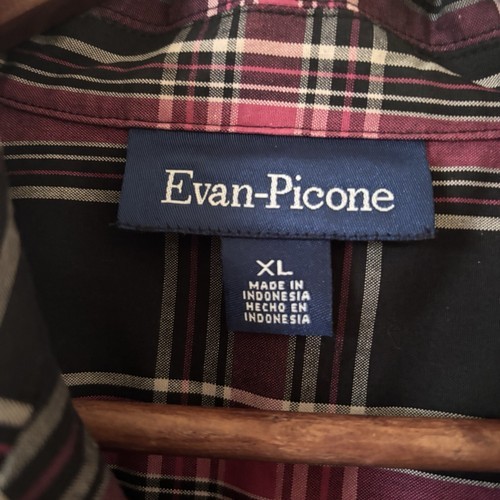 Evan-Picone
XL
MADE IN
INDONESIA
HECHO EN
INDONESIA